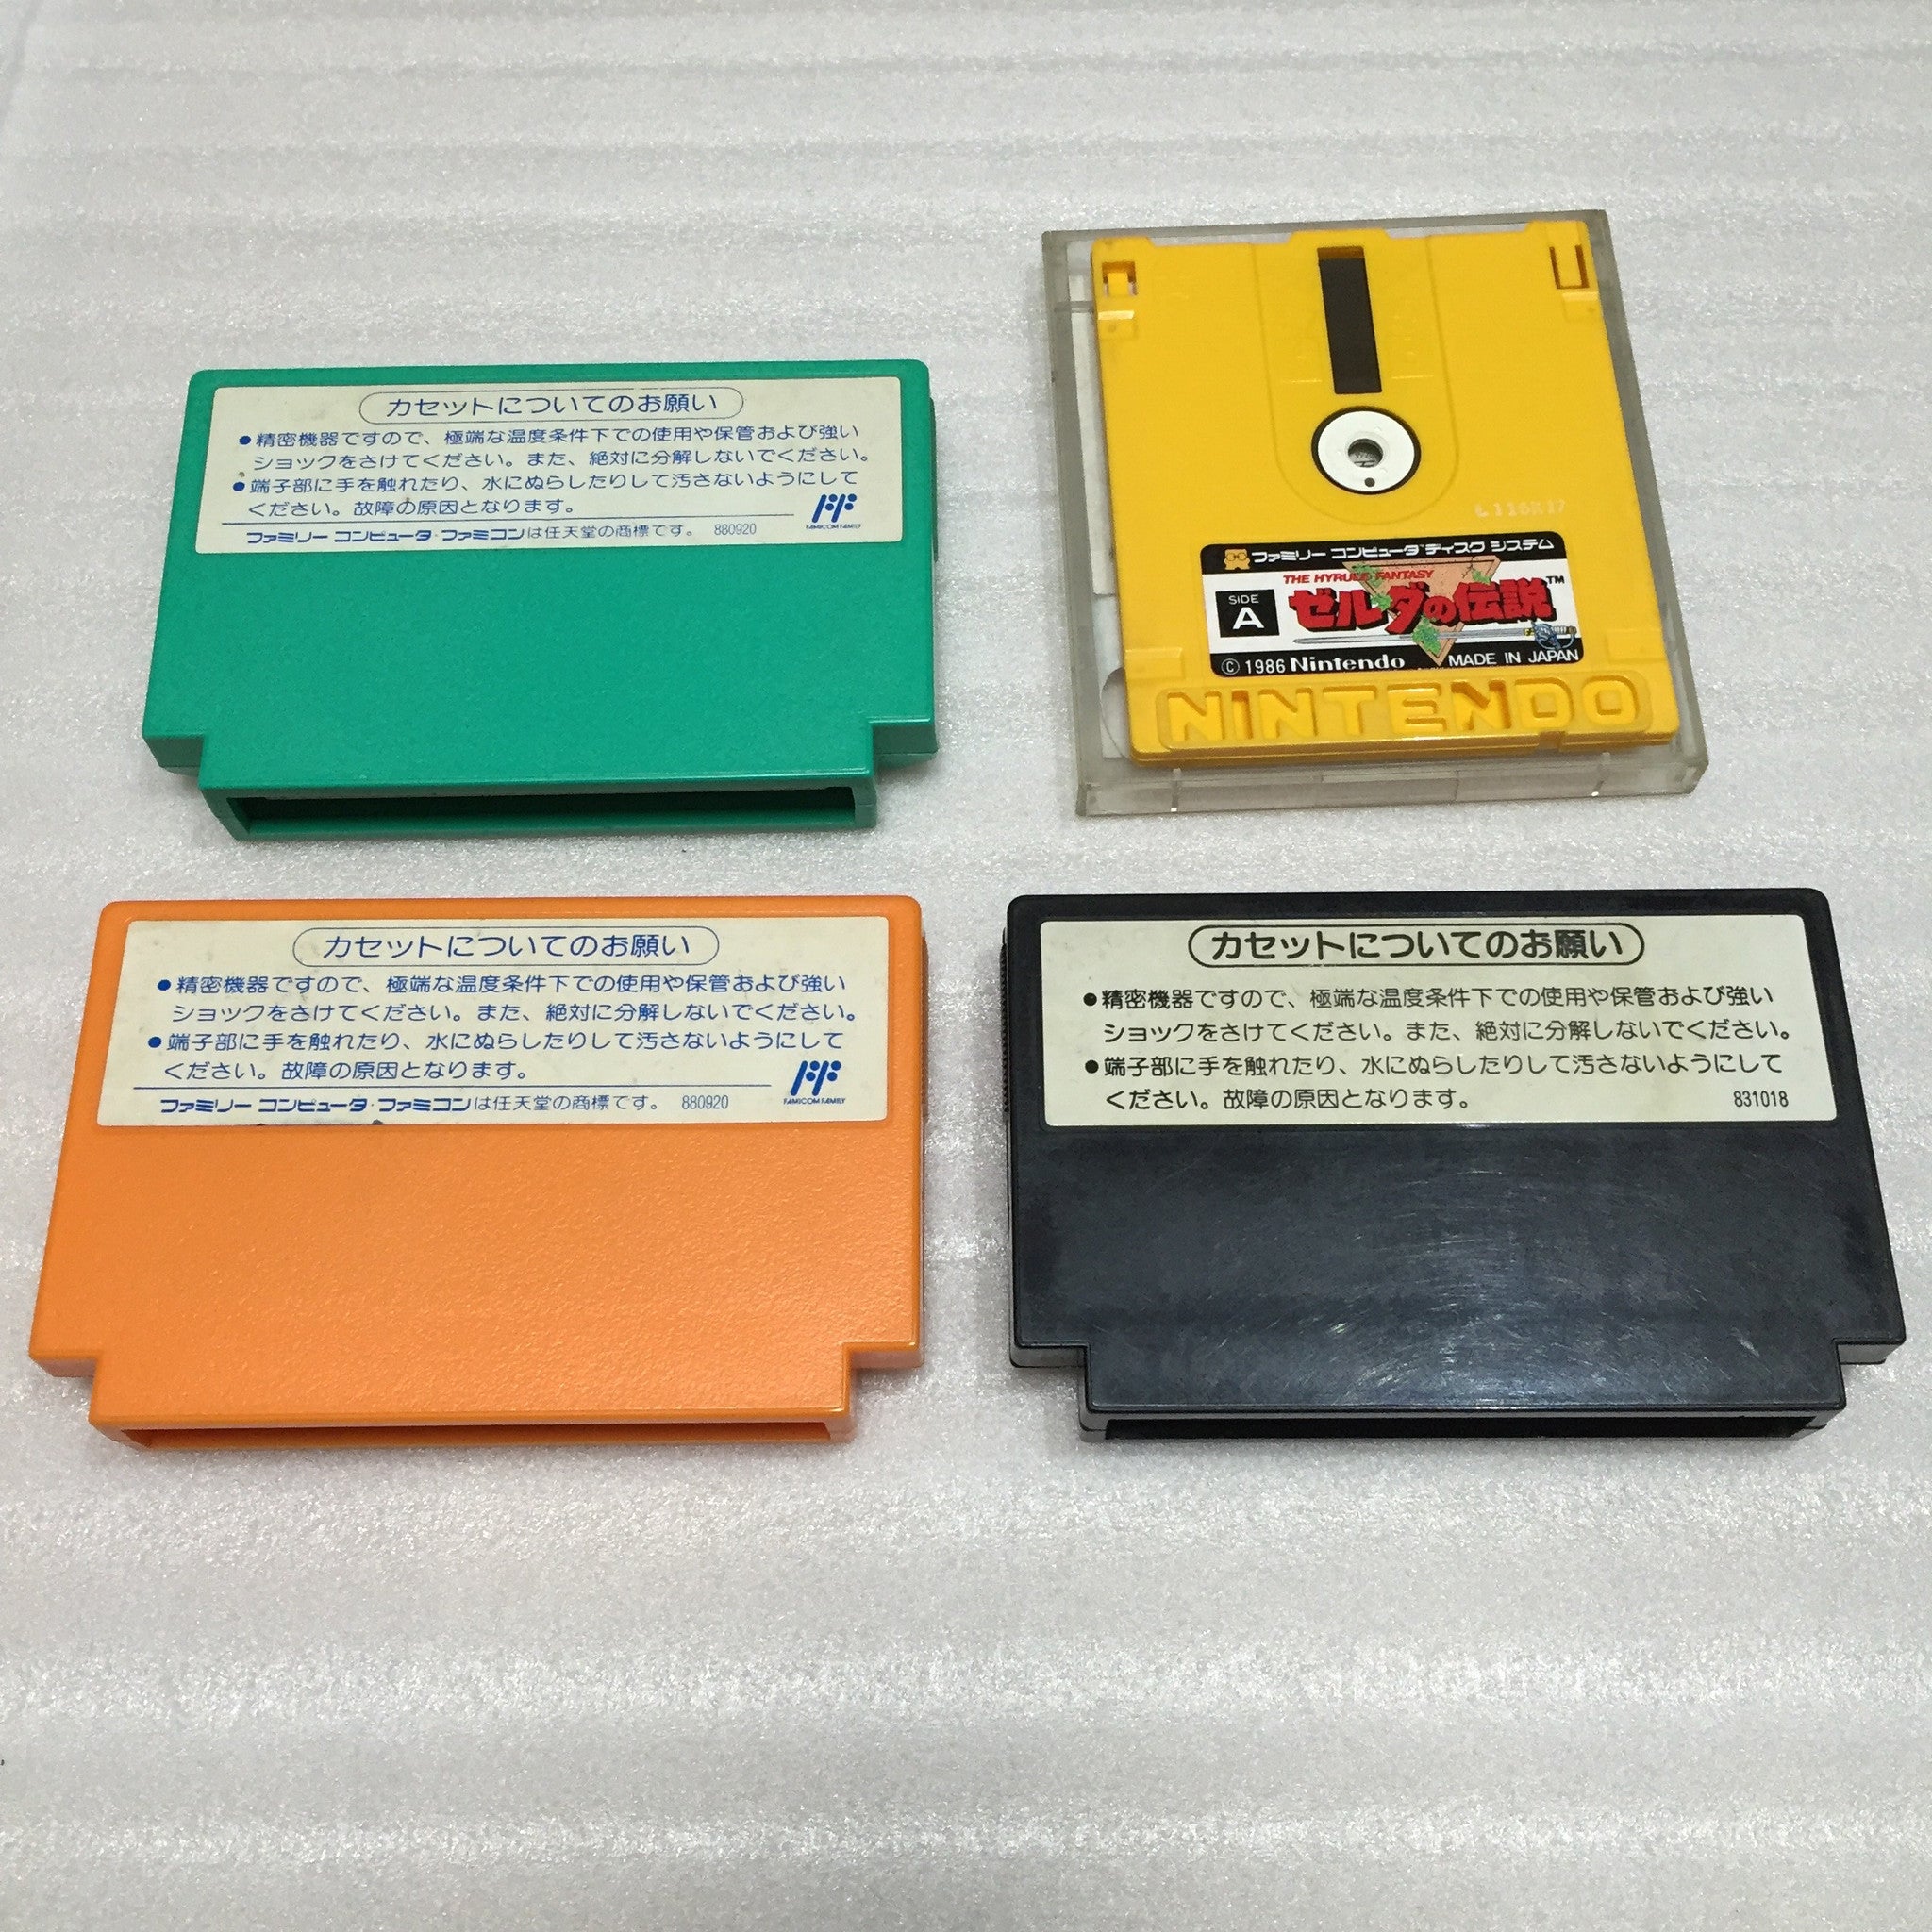 カセットについてのお願い
●精密機器ですので、極端な温度条件下での使用や保管および強い
ショックをさけてください。また、絶対に分解しないでください。
●端子部に手を触れたり、水にぬらしたりして汚さないようにして
ください。故障の原因となります。
FAMICOM FAMILY
ファミリー コンピュータ・ファミコンは任天堂の商標です。 880920
ファミリー コンピュータ ディスク システム
THE HYRULE FANTASY
SIDE A
ゼルダの伝説™
© 1986 Nintendo MADE IN JAPAN
NINTENDO
カセットについてのお願い
●精密機器ですので、極端な温度条件下での使用や保管および強い
ショックをさけてください。また、絶対に分解しないでください。
●端子部に手を触れたり、水にぬらしたりして汚さないようにして
ください。故障の原因となります。
FAMICOM FAMILY
ファミリー コンピュータ・ファミコンは任天堂の商標です。 880920
カセットについてのお願い
●精密機器ですので、極端な温度条件下での使用や保管および強い
ショックをさけてください。また、絶対に分解しないでください。
●端子部に手を触れたり、水にぬらしたりして汚さないようにして
ください。故障の原因となります。 831018